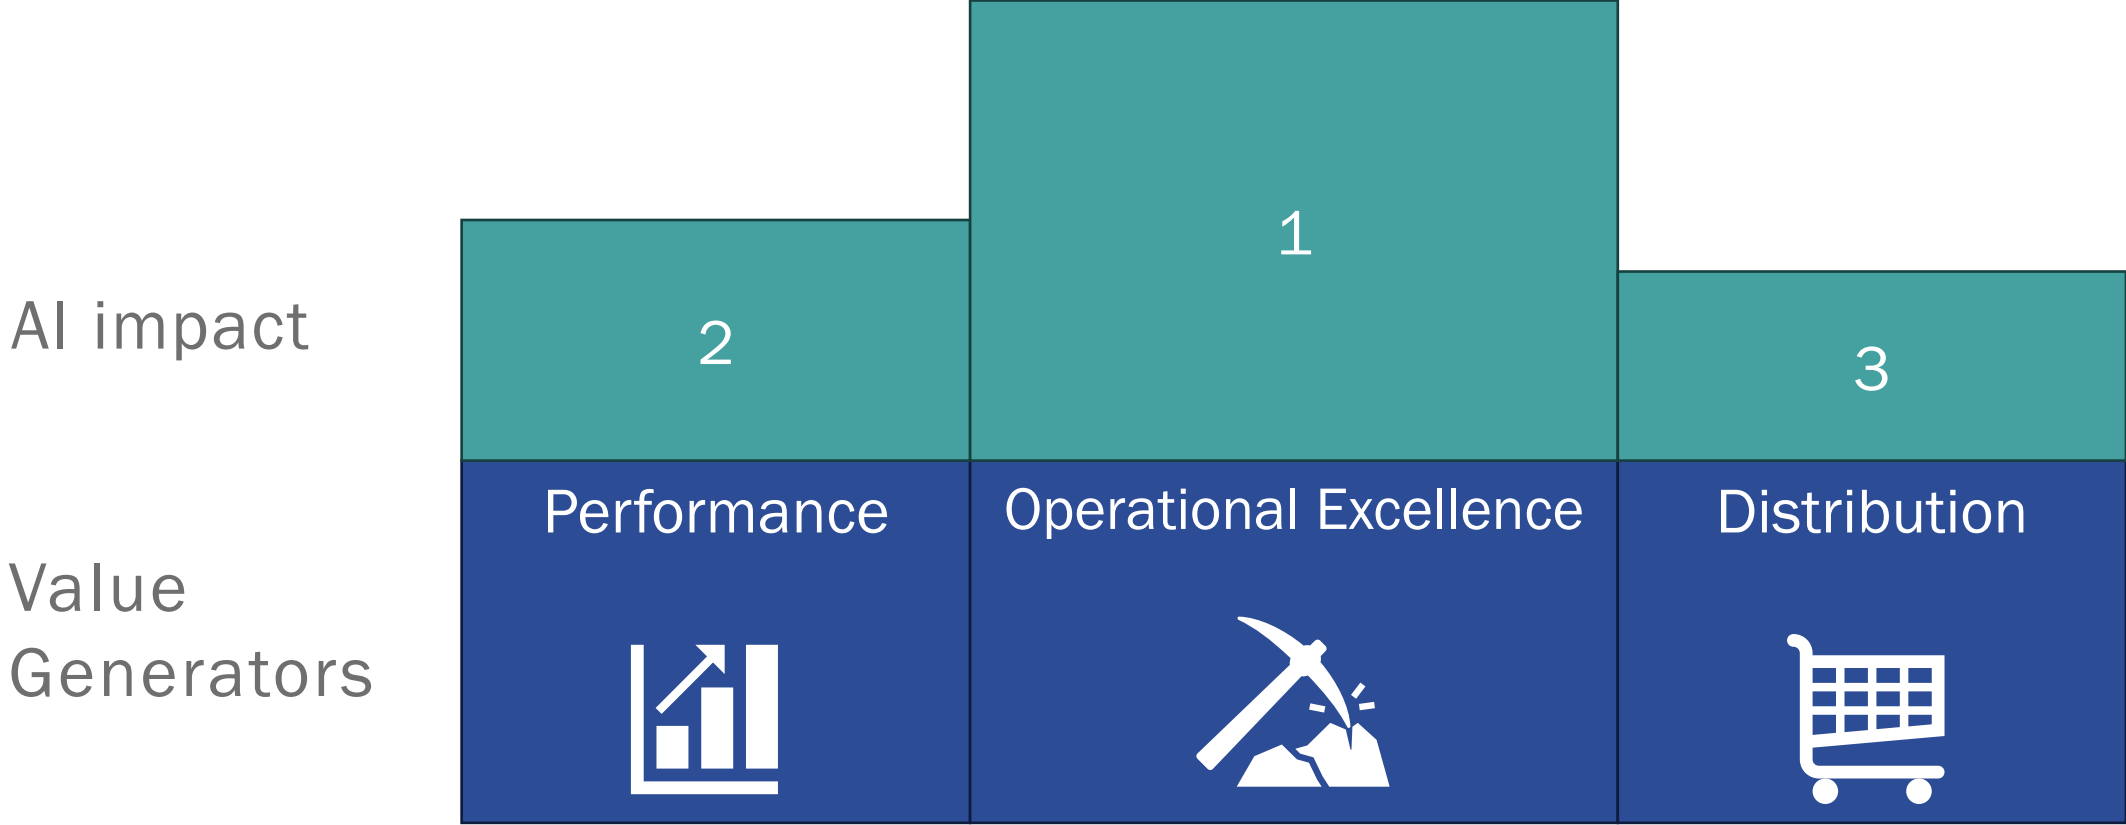 1
2
3
AI impact
Performance
Operational Excellence
Distribution
Value
Generators